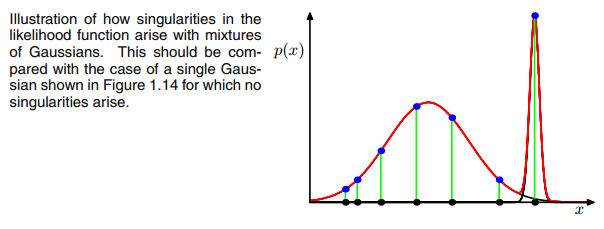 Illustration of how singularities in the
likelihood function arise with mixtures
of Gaussians. This should be com-
pared with the case of a single Gaus-
sian shown in Figure 1.14 for which no
singularities arise.
p(x)
x